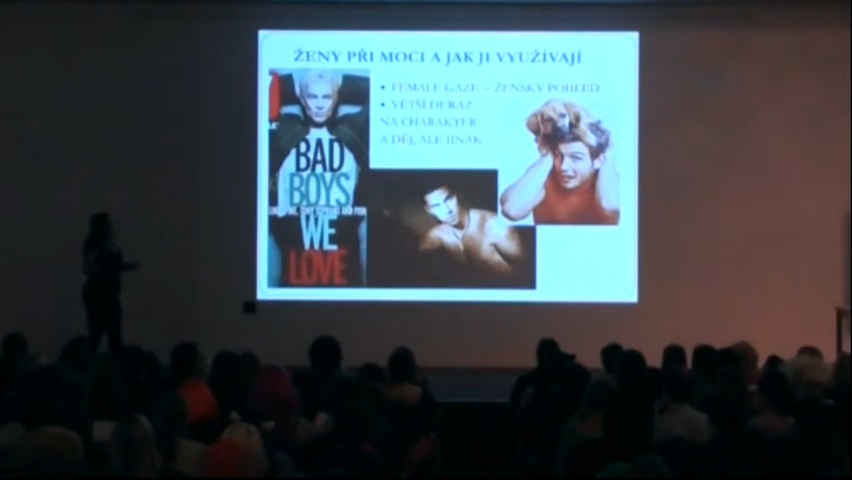 ŽENY PŘI MOCI A JAK JI VYUŽÍVAJÍ
• FEMALE GAZE – ŽENSKÝ POHLED
• VĚTŠÍ DŮRAZ
NA CHARAKTER
A DĚJ, ALE JINAK
BAD
BOYS
WE
LOVE